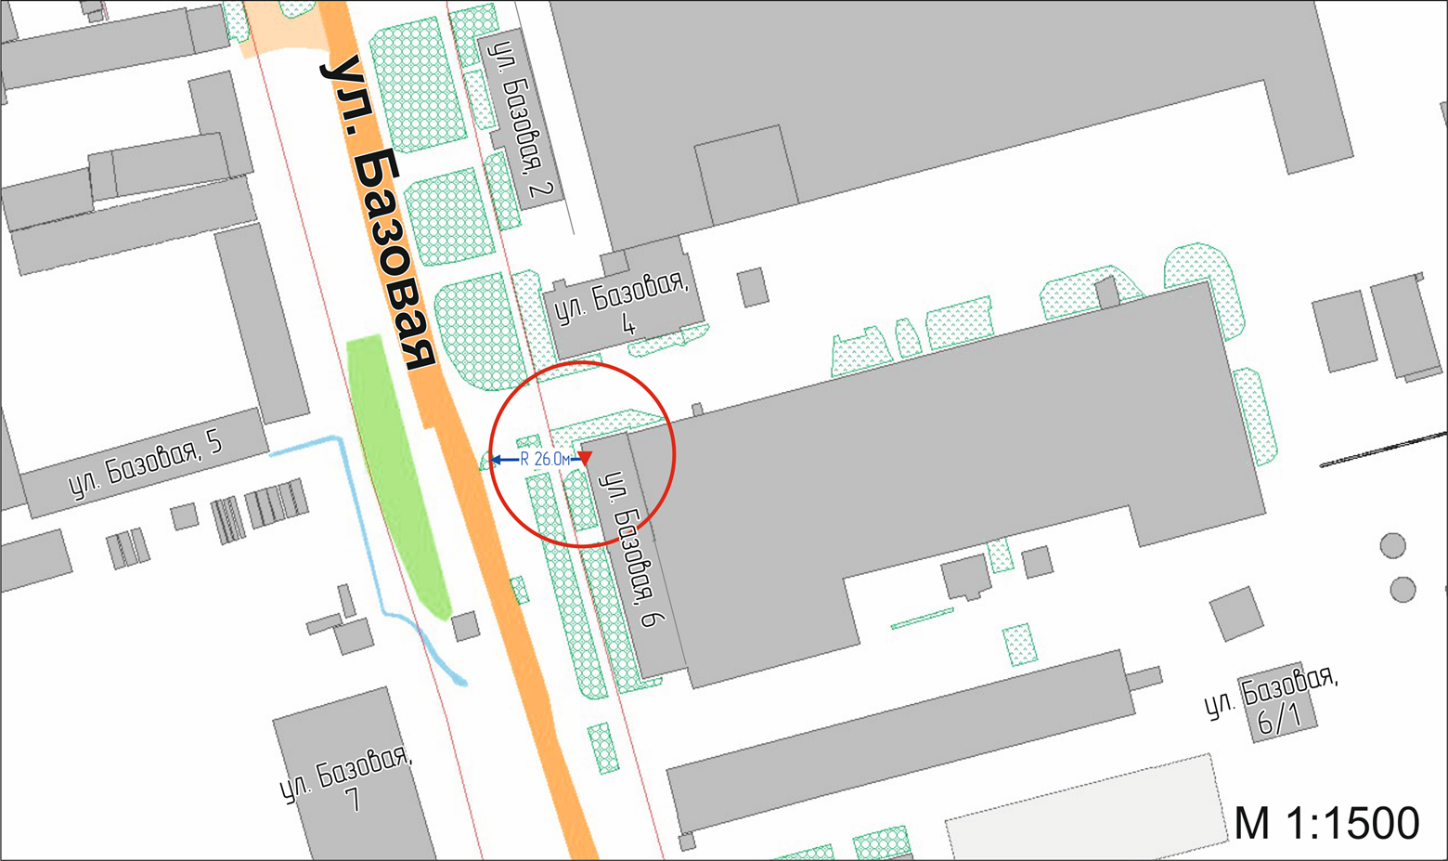 ул. Базовая
ул. Базовая, 2
ул. Базовая,
4
ул. Базовая, 5
R 26.0м
ул. Базовая, 6
ул. Базовая,
6/1
ул. Базовая,
7
М 1:1500